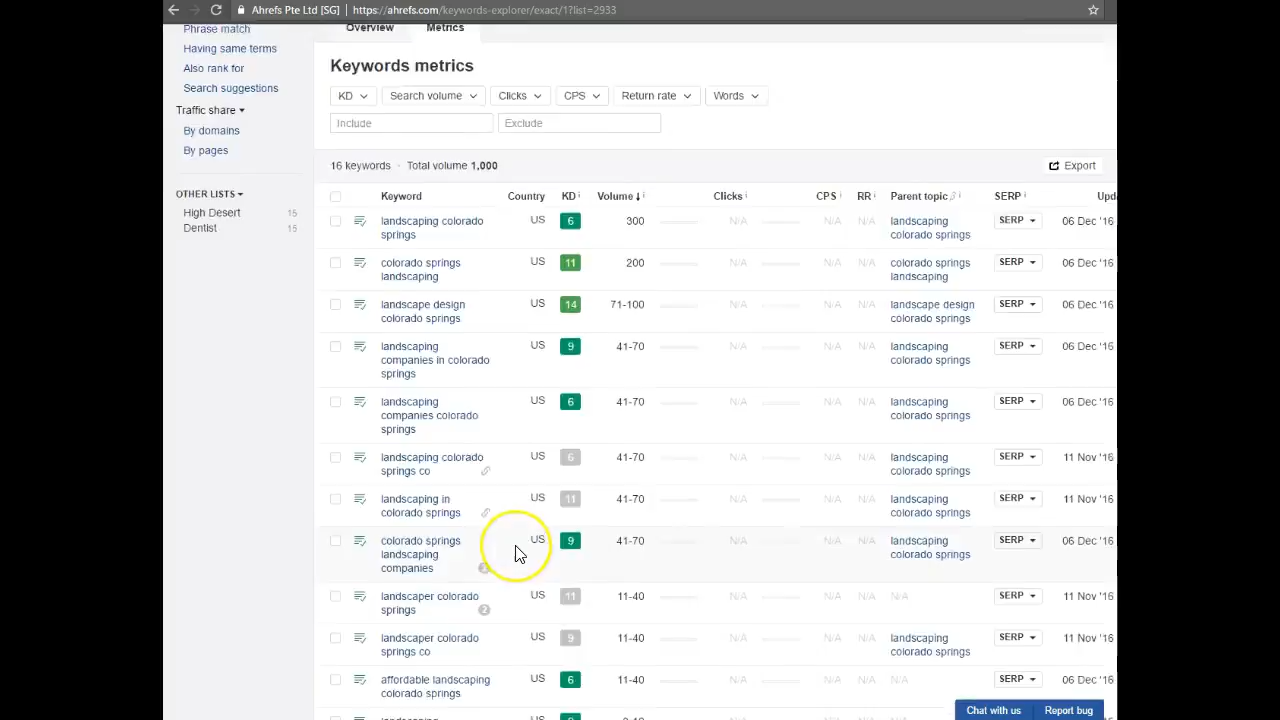 Ahrefs Pte Ltd [SG] https://ahrefs.com/keywords-explorer/exact/1?list=2933
Phrase match
Having same terms
Also rank for
Search suggestions
Traffic share
By domains
By pages
OTHER LISTS
High Desert 15
Dentist 15
Overview Metrics
Keywords metrics
KD Search volume Clicks CPS Return rate Words
Include Exclude
16 keywords · Total volume 1,000 Export
Keyword Country KD Volume Clicks CPS RR Parent topic SERP Upda
landscaping colorado US 6 300 N/A N/A N/A landscaping SERP 06 Dec '16
springs colorado springs
colorado springs US 11 200 N/A N/A N/A colorado springs SERP 06 Dec '16
landscaping landscaping
landscape design US 14 71-100 N/A N/A N/A landscape design SERP 06 Dec '16
colorado springs colorado springs
landscaping US 9 41-70 N/A N/A N/A landscaping SERP 06 Dec '16
companies in colorado colorado springs
springs
landscaping US 6 41-70 N/A N/A N/A landscaping SERP 06 Dec '16
companies colorado colorado springs
springs
landscaping colorado US 6 41-70 N/A N/A N/A landscaping SERP 11 Nov '16
springs co colorado springs
landscaping in US 11 41-70 N/A N/A N/A landscaping SERP 11 Nov '16
colorado springs colorado springs
colorado springs US 9 41-70 N/A N/A N/A landscaping SERP 06 Dec '16
landscaping colorado springs
companies
landscaper colorado US 11 11-40 N/A N/A N/A N/A SERP 11 Nov '16
springs 2
landscaper colorado US 9 11-40 N/A N/A N/A landscaping SERP 11 Nov '16
springs co colorado springs
affordable landscaping US 6 11-40 N/A N/A N/A N/A SERP 06 Dec '16
colorado springs
Chat with us Report bug